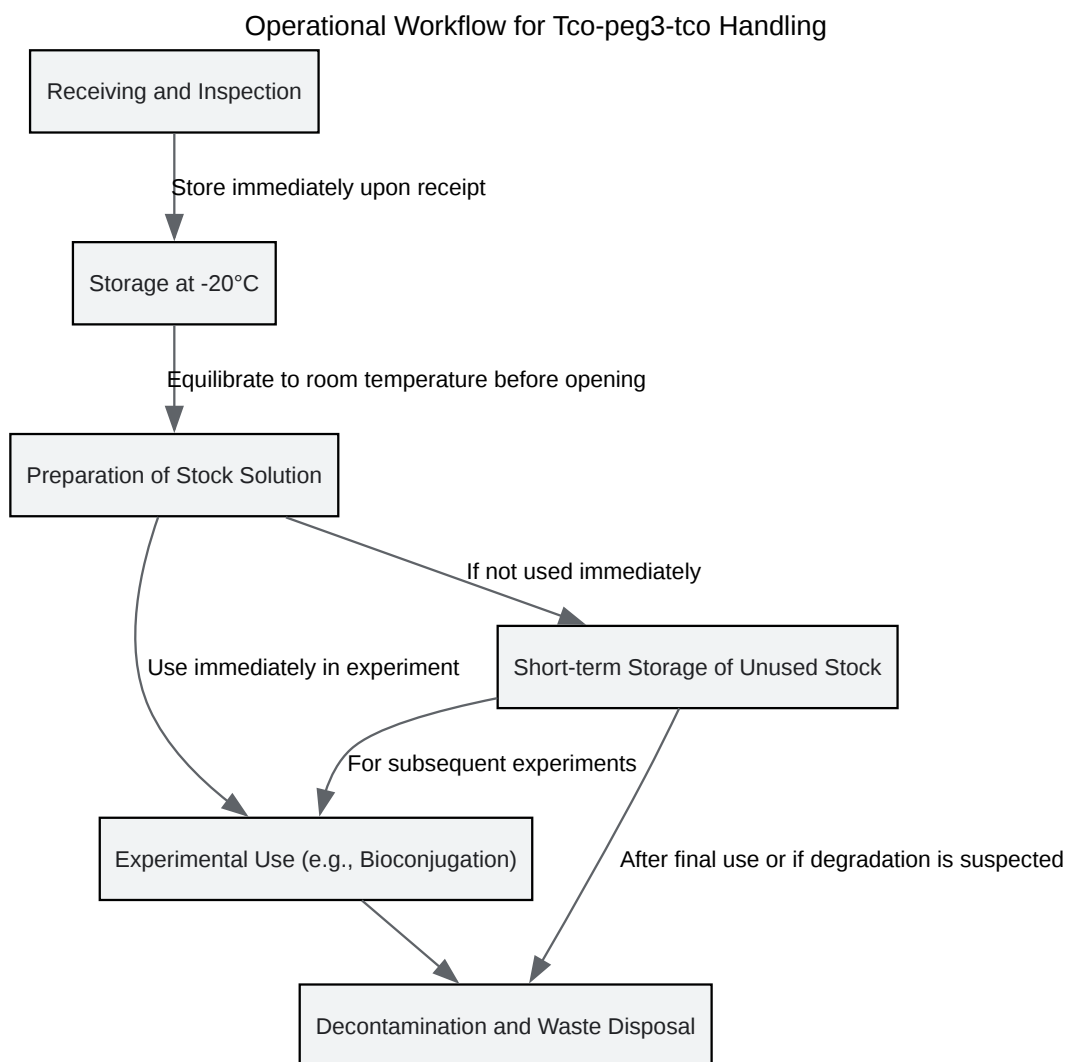 Operational Workflow for Tco-peg3-tco Handling
Receiving and Inspection
Store immediately upon receipt
Storage at -20°C
Equilibrate to room temperature before opening
Preparation of Stock Solution
If not used immediately
Use immediately in experiment
Short-term Storage of Unused Stock
For subsequent experiments
Experimental Use (e.g., Bioconjugation)
After final use or if degradation is suspected
Decontamination and Waste Disposal